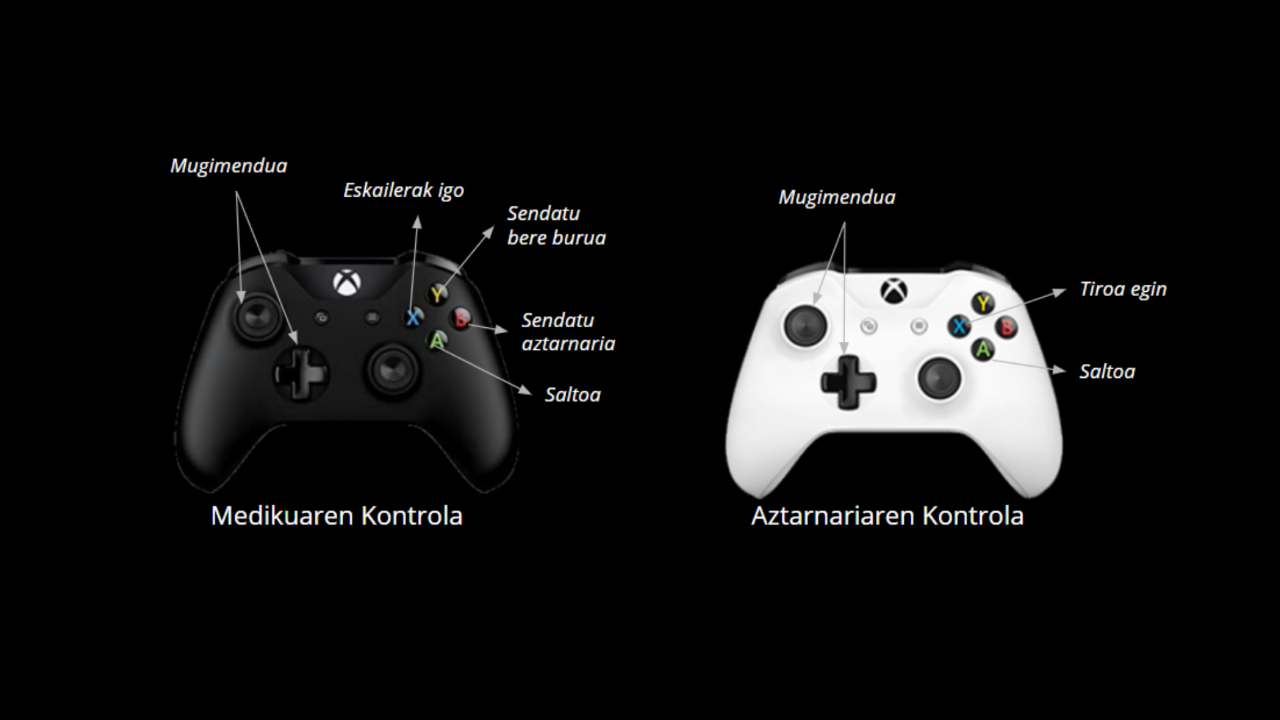 Mugimendua
Eskailerak igo
Sendatu
bere burua
Sendatu
aztarnaria
Saltoa
Y
X
B
A
Medikuaren Kontrola
Mugimendua
Tiroa egin
Saltoa
Y
X
B
A
Aztarnariaren Kontrola